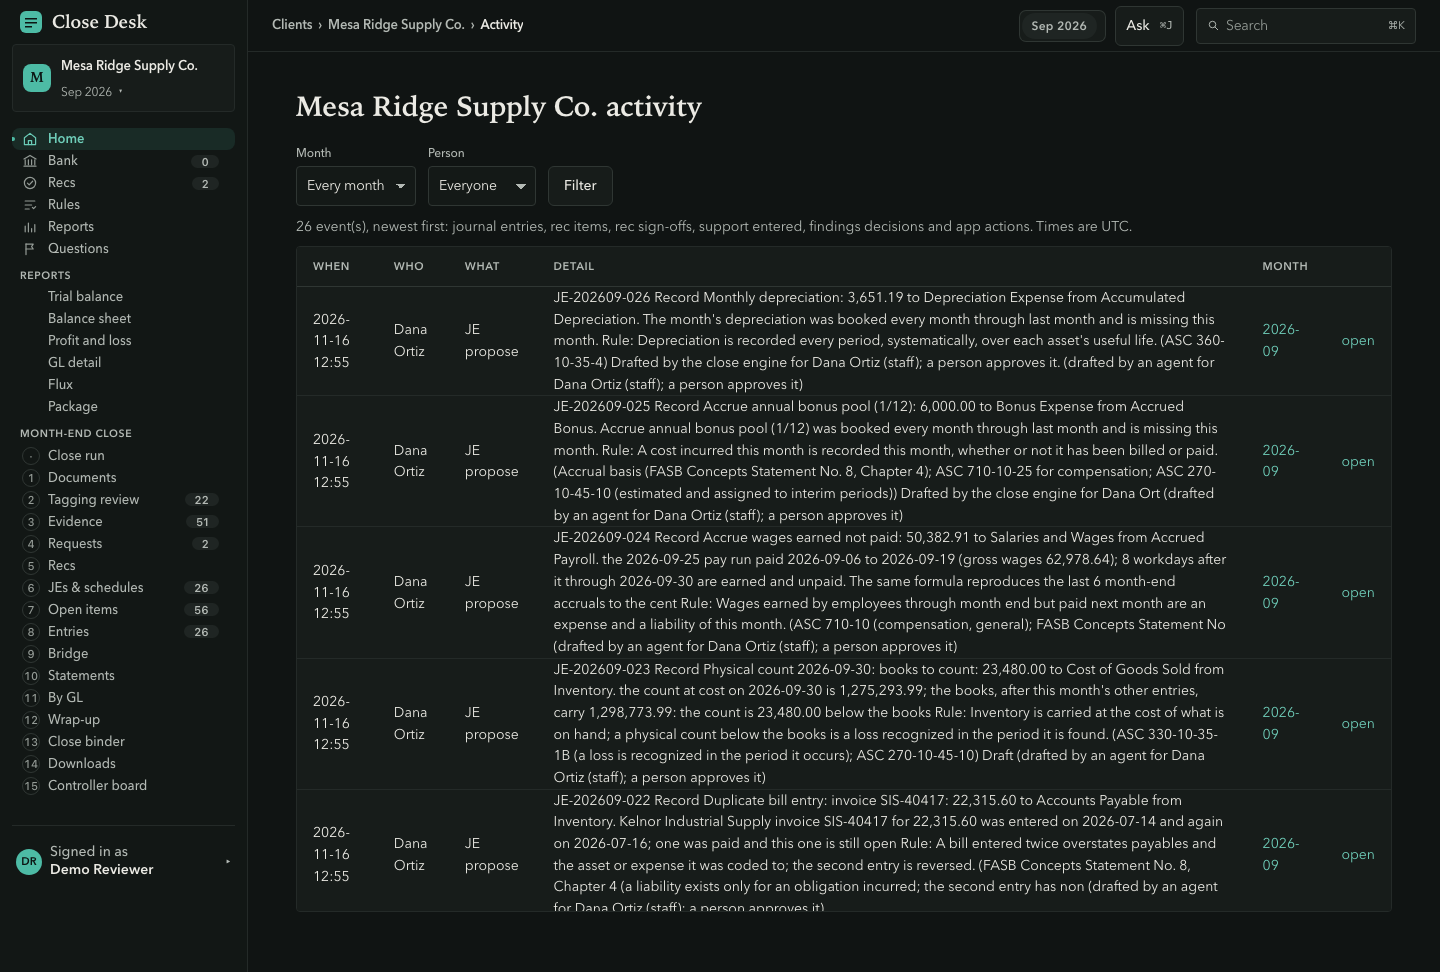 Close Desk
M
Mesa Ridge Supply Co.
Sep 2026
Home
Bank 0
Recs 2
Rules
Reports
Questions
REPORTS
Trial balance
Balance sheet
Profit and loss
GL detail
Flux
Package
MONTH-END CLOSE
· Close run
1 Documents
2 Tagging review 22
3 Evidence 51
4 Requests 2
5 Recs
6 JEs & schedules 26
7 Open items 56
8 Entries 26
9 Bridge
10 Statements
11 By GL
12 Wrap-up
13 Close binder
14 Downloads
15 Controller board
DR
Signed in as
Demo Reviewer
Clients › Mesa Ridge Supply Co. › Activity
Sep 2026
Ask ⌘J
Search ⌘K
Mesa Ridge Supply Co. activity
Month
Every month
Person
Everyone
Filter
26 event(s), newest first: journal entries, rec items, rec sign-offs, support entered, findings decisions and app actions. Times are UTC.
WHEN WHO WHAT DETAIL MONTH
2026-
11-16
12:55
Dana
Ortiz
JE
propose
JE-202609-026 Record Monthly depreciation: 3,651.19 to Depreciation Expense from Accumulated
Depreciation. The month's depreciation was booked every month through last month and is missing this
month. Rule: Depreciation is recorded every period, systematically, over each asset's useful life. (ASC 360-
10-35-4) Drafted by the close engine for Dana Ortiz (staff); a person approves it. (drafted by an agent for
Dana Ortiz (staff); a person approves it)
2026-
09
open
2026-
11-16
12:55
Dana
Ortiz
JE
propose
JE-202609-025 Record Accrue annual bonus pool (1/12): 6,000.00 to Bonus Expense from Accrued
Bonus. Accrue annual bonus pool (1/12) was booked every month through last month and is missing this
month. Rule: A cost incurred this month is recorded this month, whether or not it has been billed or paid.
(Accrual basis (FASB Concepts Statement No. 8, Chapter 4); ASC 710-10-25 for compensation; ASC 270-
10-45-10 (estimated and assigned to interim periods)) Drafted by the close engine for Dana Ort (drafted
by an agent for Dana Ortiz (staff); a person approves it)
2026-
09
open
2026-
11-16
12:55
Dana
Ortiz
JE
propose
JE-202609-024 Record Accrue wages earned not paid: 50,382.91 to Salaries and Wages from Accrued
Payroll. the 2026-09-25 pay run paid 2026-09-06 to 2026-09-19 (gross wages 62,978.64); 8 workdays after
it through 2026-09-30 are earned and unpaid. The same formula reproduces the last 6 month-end
accruals to the cent Rule: Wages earned by employees through month end but paid next month are an
expense and a liability of this month. (ASC 710-10 (compensation, general); FASB Concepts Statement No
(drafted by an agent for Dana Ortiz (staff); a person approves it)
2026-
09
open
2026-
11-16
12:55
Dana
Ortiz
JE
propose
JE-202609-023 Record Physical count 2026-09-30: books to count: 23,480.00 to Cost of Goods Sold from
Inventory. the count at cost on 2026-09-30 is 1,275,293.99; the books, after this month's other entries,
carry 1,298,773.99: the count is 23,480.00 below the books Rule: Inventory is carried at the cost of what is
on hand; a physical count below the books is a loss recognized in the period it is found. (ASC 330-10-35-
1B (a loss is recognized in the period it occurs); ASC 270-10-45-10) Draft (drafted by an agent for Dana
Ortiz (staff); a person approves it)
2026-
09
open
2026-
11-16
12:55
Dana
Ortiz
JE
propose
JE-202609-022 Record Duplicate bill entry: invoice SIS-40417: 22,315.60 to Accounts Payable from
Inventory. Kelnor Industrial Supply invoice SIS-40417 for 22,315.60 was entered on 2026-07-14 and again
on 2026-07-16; one was paid and this one is still open Rule: A bill entered twice overstates payables and
the asset or expense it was coded to; the second entry is reversed. (FASB Concepts Statement No. 8,
Chapter 4 (a liability exists only for an obligation incurred; the second entry has non (drafted by an agent
for Dana Ortiz (staff); a person approves it)
2026-
09
open